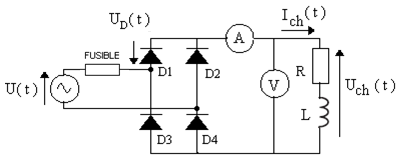 U_D(t)
I_ch(t)
FUSIBLE
A
D1
D2
R
U(t)
V
U_ch(t)
L
D3
D4